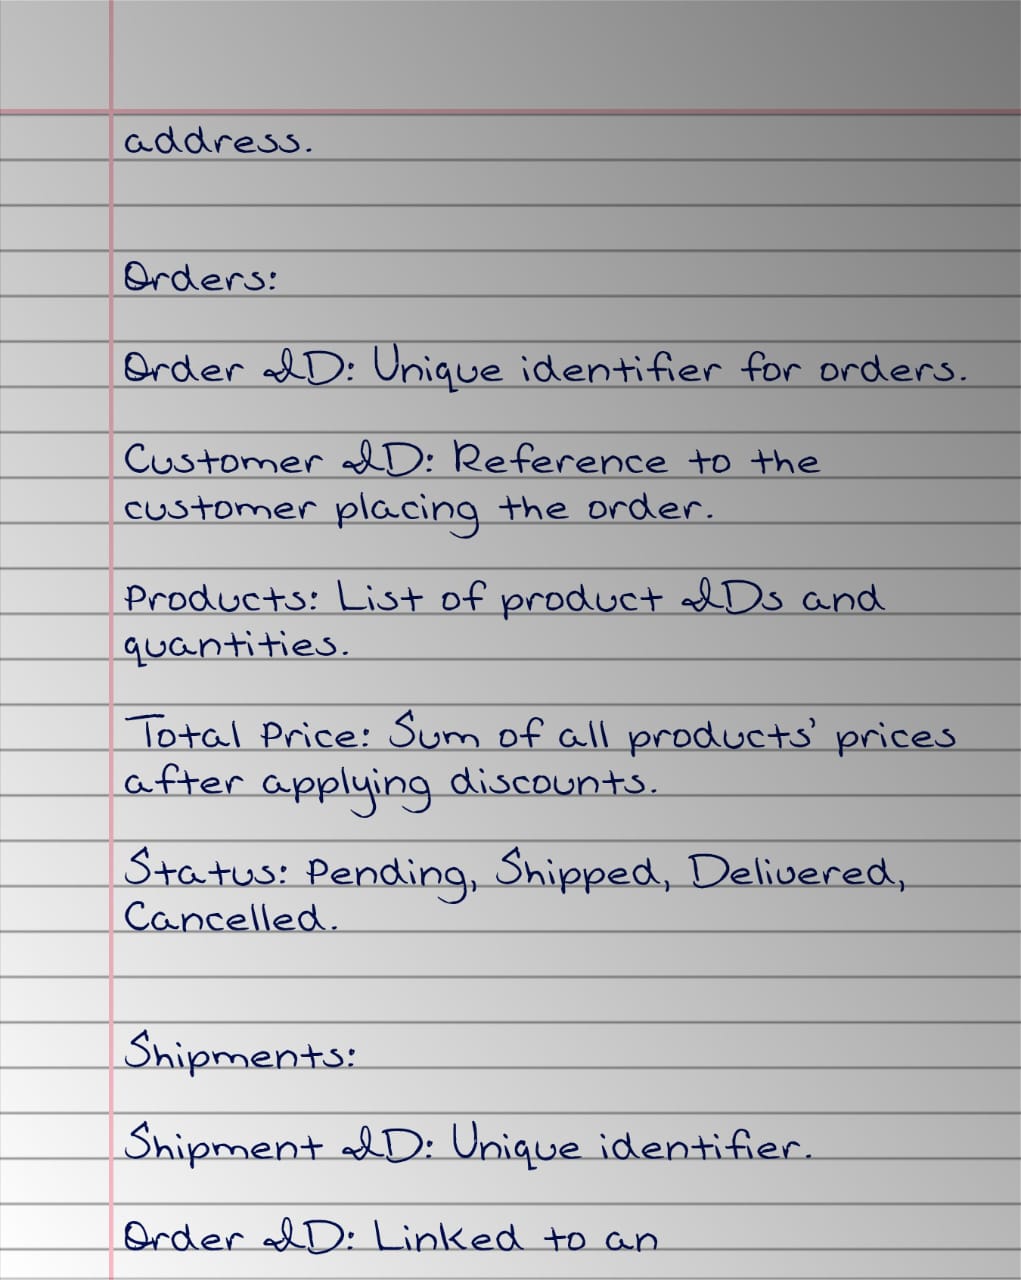 address.
Orders:
Order ID: Unique identifier for orders.
Customer ID: Reference to the
customer placing the order.
Products: List of product IDs and
quantities.
Total Price: Sum of all products' prices
after applying discounts.
Status: Pending, Shipped, Delivered,
Cancelled.
Shipments:
Shipment ID: Unique identifier.
Order ID: Linked to an